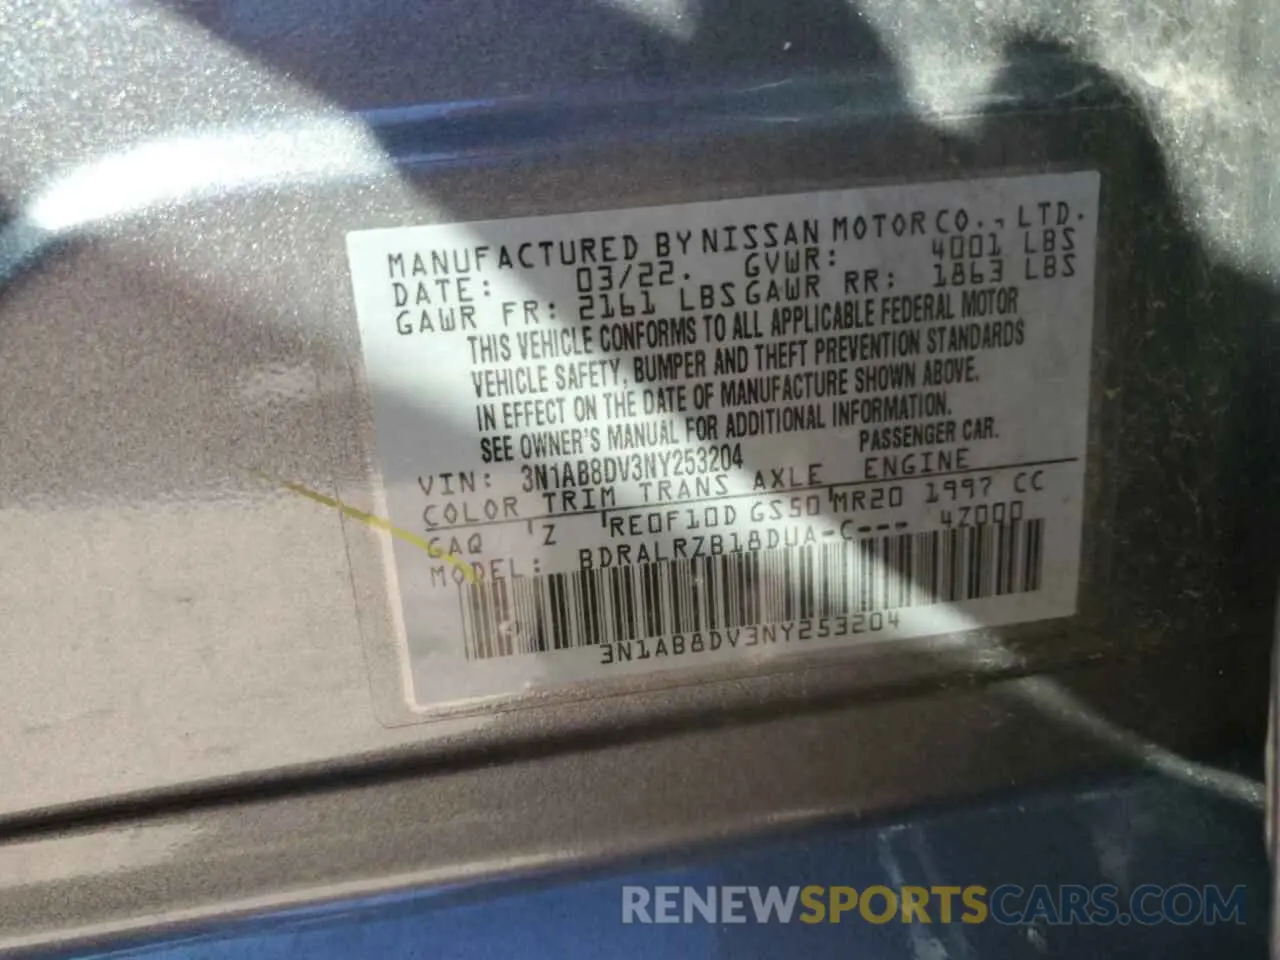 MANUFACTURED BY NISSAN MOTOR CO., LTD.
DATE: 03/22. GVWR: 4001 LBS
GAWR FR: 2161 LBS GAWR RR: 1863 LBS
THIS VEHICLE CONFORMS TO ALL APPLICABLE FEDERAL MOTOR
VEHICLE SAFETY, BUMPER AND THEFT PREVENTION STANDARDS
IN EFFECT ON THE DATE OF MANUFACTURE SHOWN ABOVE.
SEE OWNER'S MANUAL FOR ADDITIONAL INFORMATION.
VIN: 3N1AB8DV3NY253204 PASSENGER CAR.
COLOR TRIM TRANS AXLE ENGINE
GAQ 'Z 'RE0F10D GS50'MR20 1997 CC
MODEL: BDRALRZB18DUA-C--- 4Z000
3N1AB8DV3NY253204
RENEWSPORTSCARS.COM